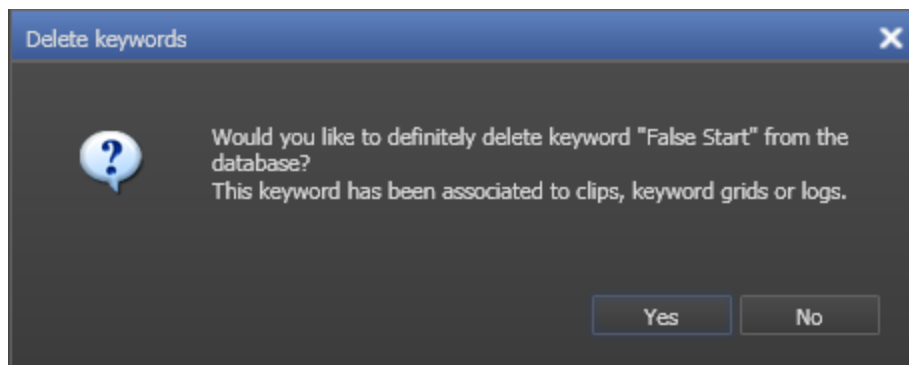 Delete keywords
Would you like to definitely delete keyword "False Start" from the
database?
This keyword has been associated to clips, keyword grids or logs.
Yes
No